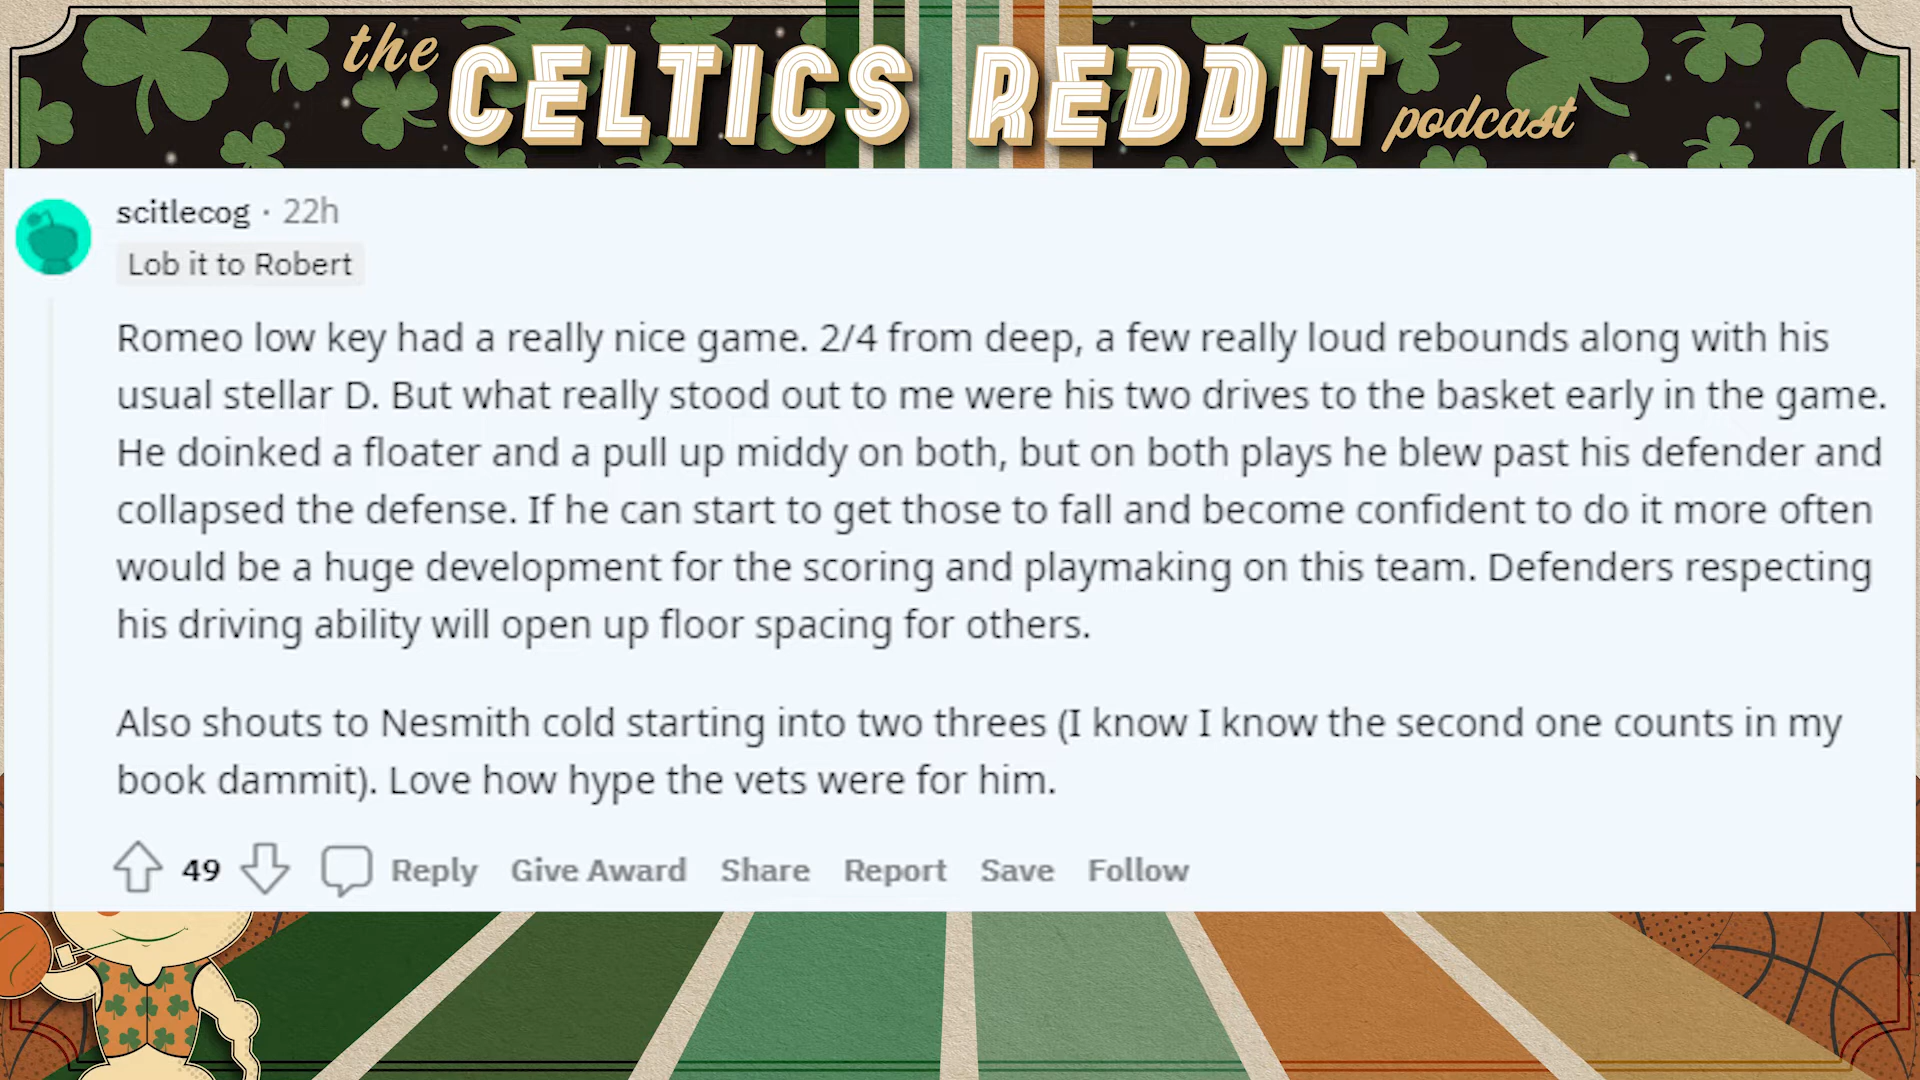 the CELTICS REDDIT podcast
scitlecog · 22h
Lob it to Robert
Romeo low key had a really nice game. 2/4 from deep, a few really loud rebounds along with his
usual stellar D. But what really stood out to me were his two drives to the basket early in the game.
He doinked a floater and a pull up middy on both, but on both plays he blew past his defender and
collapsed the defense. If he can start to get those to fall and become confident to do it more often
would be a huge development for the scoring and playmaking on this team. Defenders respecting
his driving ability will open up floor spacing for others.
Also shouts to Nesmith cold starting into two threes (I know I know the second one counts in my
book dammit). Love how hype the vets were for him.
49 Reply Give Award Share Report Save Follow